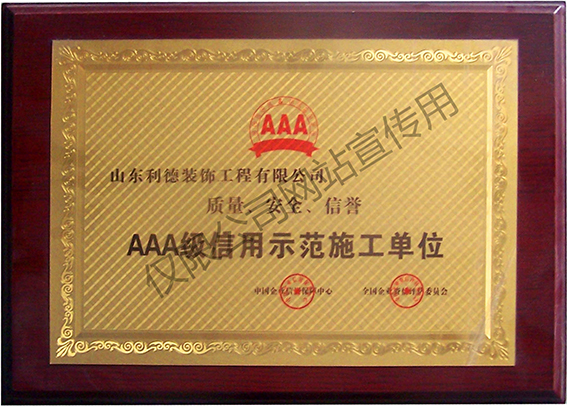 AAA
山东利德装饰工程有限公司
质量、安全、信誉
AAA级信用示范施工单位
仅限公司网站宣传用